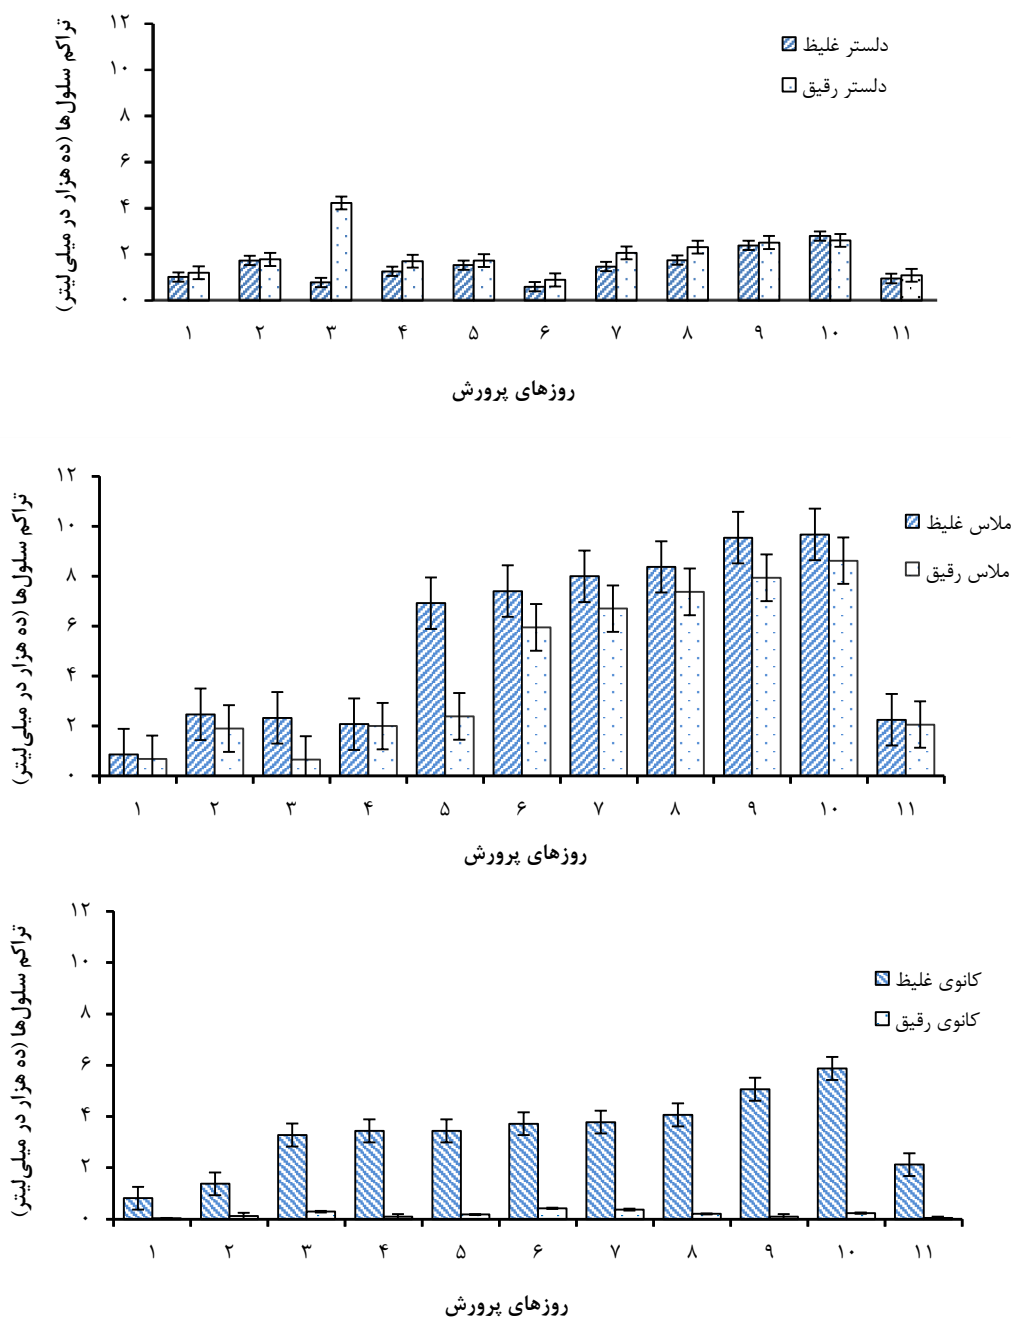 تراکم سلول‌ها (ده هزار در میلی‌لیتر)
۱۲
۱۰
۸
۶
۴
۲
۰
دلستر غلیظ
دلستر رقیق
۱ ۲ ۳ ۴ ۵ ۶ ۷ ۸ ۹ ۱۰ ۱۱
روزهای پرورش
تراکم سلول‌ها (ده هزار در میلی‌لیتر)
۱۲
۱۰
۸
۶
۴
۲
۰
ملاس غلیظ
ملاس رقیق
۱ ۲ ۳ ۴ ۵ ۶ ۷ ۸ ۹ ۱۰ ۱۱
روزهای پرورش
تراکم سلول‌ها (ده هزار در میلی‌لیتر)
۱۲
۱۰
۸
۶
۴
۲
۰
کانوی غلیظ
کانوی رقیق
۱ ۲ ۳ ۴ ۵ ۶ ۷ ۸ ۹ ۱۰ ۱۱
روزهای پرورش